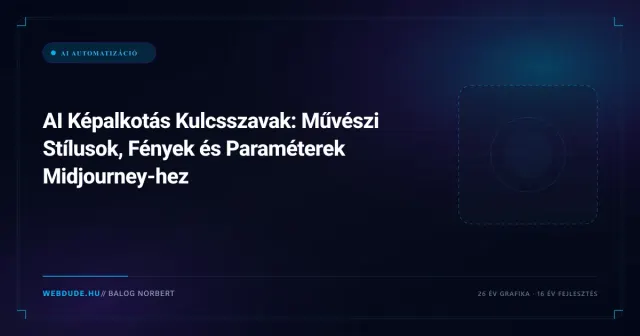 AI AUTOMATIZÁCIÓ
AI Képalkotás Kulcsszavak: Művészi
Stílusok, Fények és Paraméterek
Midjourney-hez
WEBDUDE.HU // BALOG NORBERT
26 ÉV GRAFIKA · 16 ÉV FEJLESZTÉS